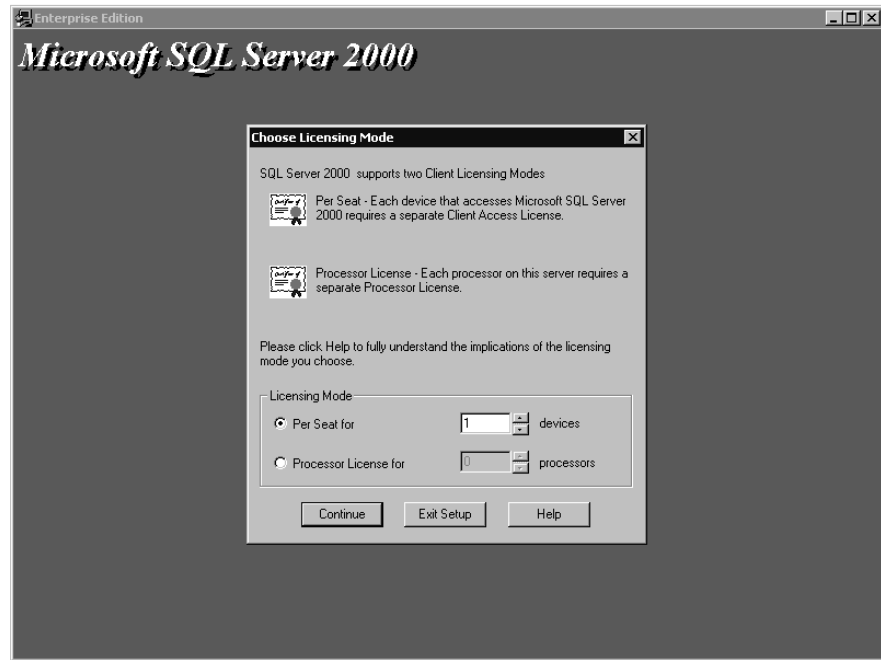 Enterprise Edition
Microsoft SQL Server 2000
Choose Licensing Mode
SQL Server 2000 supports two Client Licensing Modes
Per Seat - Each device that accesses Microsoft SQL Server
2000 requires a separate Client Access License.
Processor License - Each processor on this server requires a
separate Processor License.
Please click Help to fully understand the implications of the licensing
mode you choose.
Licensing Mode
Per Seat for 1 devices
Processor License for 0 processors
Continue Exit Setup Help